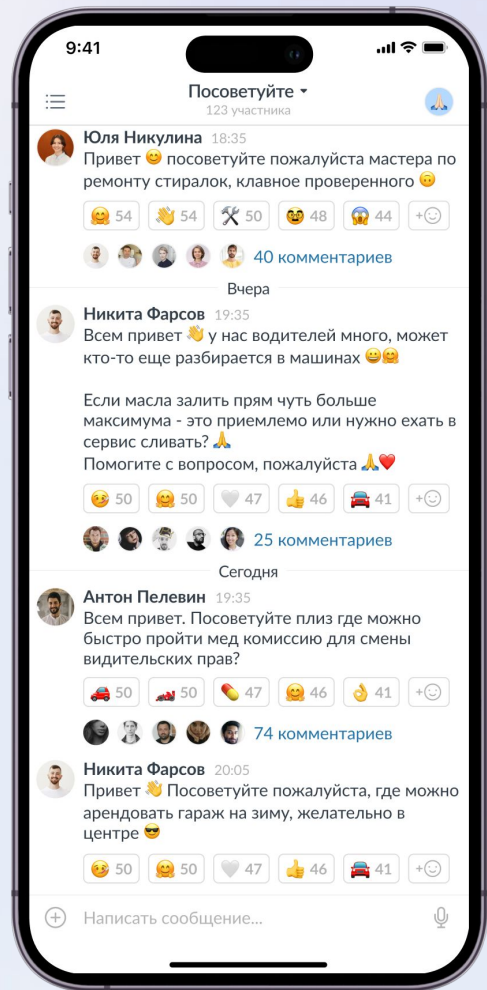 9:41
Посоветуйте
123 участника
Юля Никулина 18:35
Привет 😊 посоветуйте пожалуйста мастера по
ремонту стиралок, клавное проверенного 🙃
🤗 54 👋 54 🛠 50 🥸 48 😱 44
40 комментариев
Вчера
Никита Фарсов 19:35
Всем привет 👋 у нас водителей много, может
кто-то еще разбирается в машинах 😀🤗
Если масла залить прям чуть больше
максимума - это приемлемо или нужно ехать в
сервис сливать? 🙏
Помогите с вопросом, пожалуйста 🙏❤️
🤒 50 🤗 50 🤍 47 👍 46 🚘 41
25 комментариев
Сегодня
Антон Пелевин 19:35
Всем привет. Посоветуйте плиз где можно
быстро пройти мед комиссию для смены
видительских прав?
🚗 50 🏎 50 💊 47 🤗 46 👌 41
74 комментариев
Никита Фарсов 20:05
Привет 👋 Посоветуйте пожалуйста, где можно
арендовать гараж на зиму, желательно в
центре 😎
🥸 50 🤗 50 🤍 47 👍 46 🚘 41
Написать сообщение...